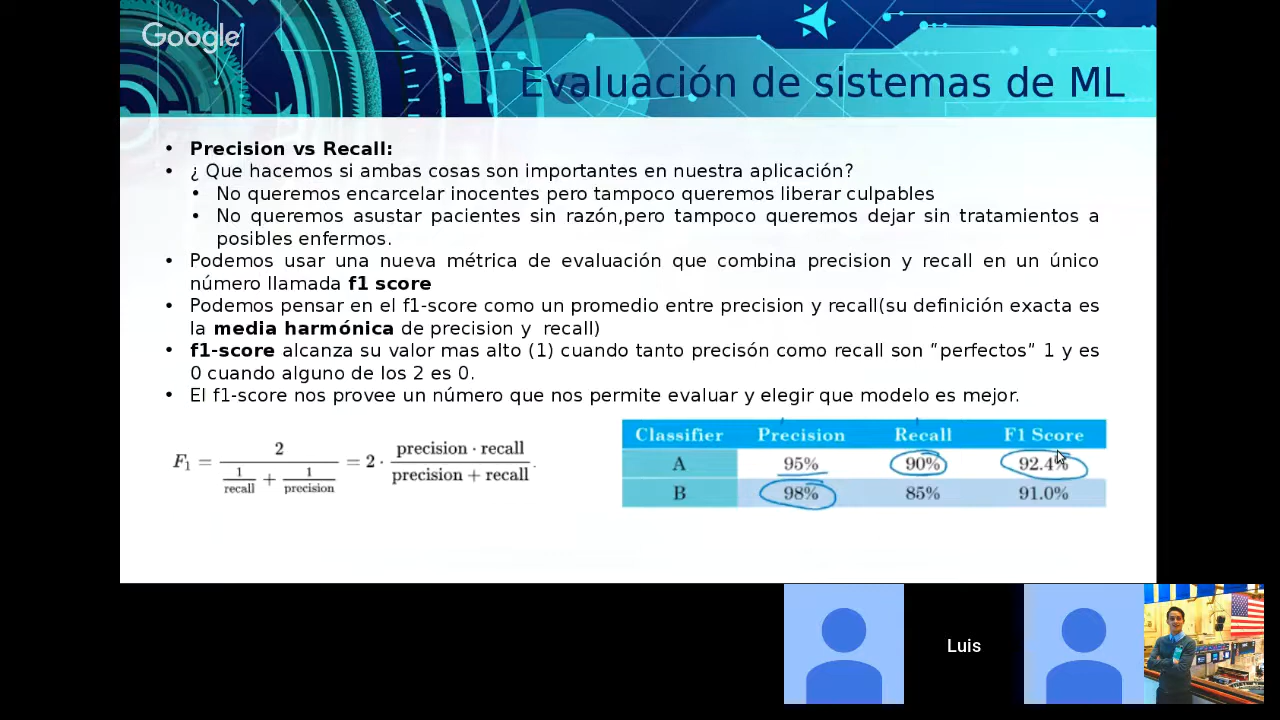 Google
Evaluación de sistemas de ML
• Precision vs Recall:
• ¿ Que hacemos si ambas cosas son importantes en nuestra aplicación?
• No queremos encarcelar inocentes pero tampoco queremos liberar culpables
• No queremos asustar pacientes sin razón,pero tampoco queremos dejar sin tratamientos a
posibles enfermos.
• Podemos usar una nueva métrica de evaluación que combina precision y recall en un único
número llamada f1 score
• Podemos pensar en el f1-score como un promedio entre precision y recall(su definición exacta es
la media harmónica de precision y recall)
• f1-score alcanza su valor mas alto (1) cuando tanto precisón como recall son "perfectos" 1 y es
0 cuando alguno de los 2 es 0.
• El f1-score nos provee un número que nos permite evaluar y elegir que modelo es mejor.
F₁ = 2 / (1/recall + 1/precision) = 2 · (precision · recall) / (precision + recall).
Classifier Precision Recall F1 Score
A 95% 90% 92.4%
B 98% 85% 91.0%
Luis